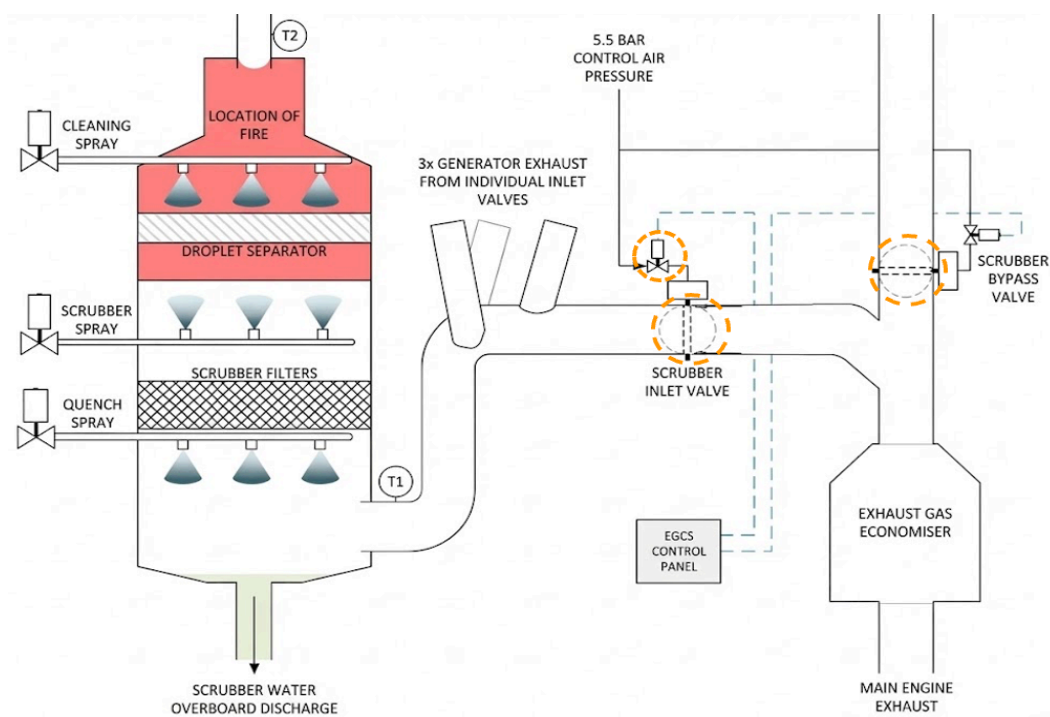 T2
5.5 BAR
CONTROL AIR
PRESSURE
LOCATION OF
FIRE
CLEANING
SPRAY
3x GENERATOR EXHAUST
FROM INDIVIDUAL INLET
VALVES
DROPLET SEPARATOR
SCRUBBER
BYPASS
VALVE
SCRUBBER
SPRAY
SCRUBBER FILTERS
SCRUBBER
INLET VALVE
QUENCH
SPRAY
T1
EGCS
CONTROL
PANEL
EXHAUST GAS
ECONOMISER
SCRUBBER WATER
OVERBOARD DISCHARGE
MAIN ENGINE
EXHAUST